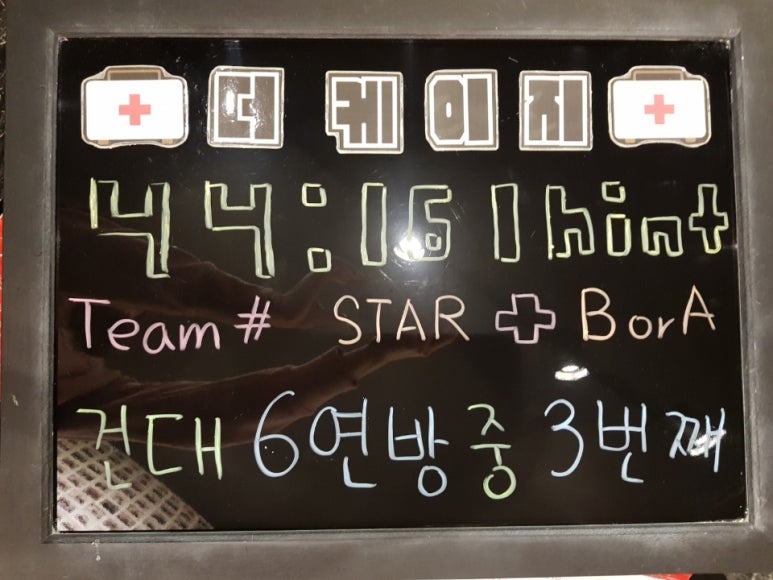 더 케이지
44:16 1hint
Team# STAR + BorA
건대 6연방 중 3번째